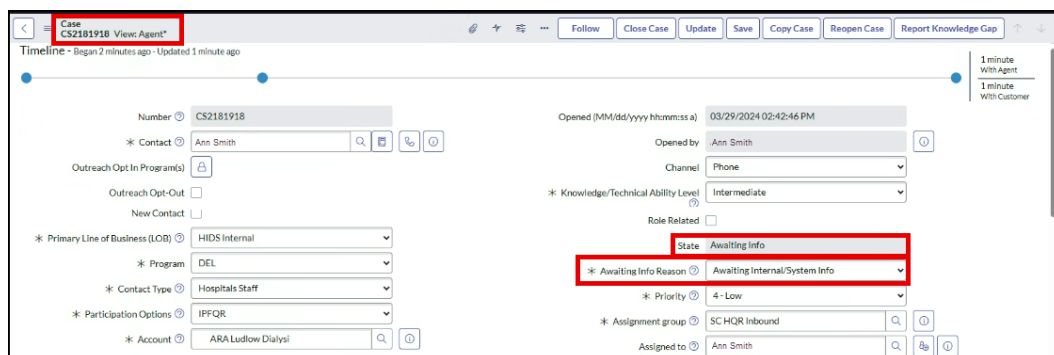 Case
CS2181918 View: Agent*
Follow Close Case Update Save Copy Case Reopen Case Report Knowledge Gap
Timeline - Began 2 minutes ago - Updated 1 minute ago
1 minute
With Agent
1 minute
With Customer
Number CS2181918
Opened (MM/dd/yyyy hh:mm:ss a) 03/29/2024 02:42:46 PM
* Contact Ann Smith
Opened by Ann Smith
Outreach Opt In Program(s)
Channel Phone
Outreach Opt-Out
* Knowledge/Technical Ability Level Intermediate
New Contact
Role Related
* Primary Line of Business (LOB) HIDS Internal
State Awaiting Info
* Program DEL
* Awaiting Info Reason Awaiting Internal/System Info
* Contact Type Hospitals Staff
* Priority 4 - Low
* Participation Options IPFQR
* Assignment group SC HQR Inbound
* Account ARA Ludlow Dialysi
Assigned to Ann Smith